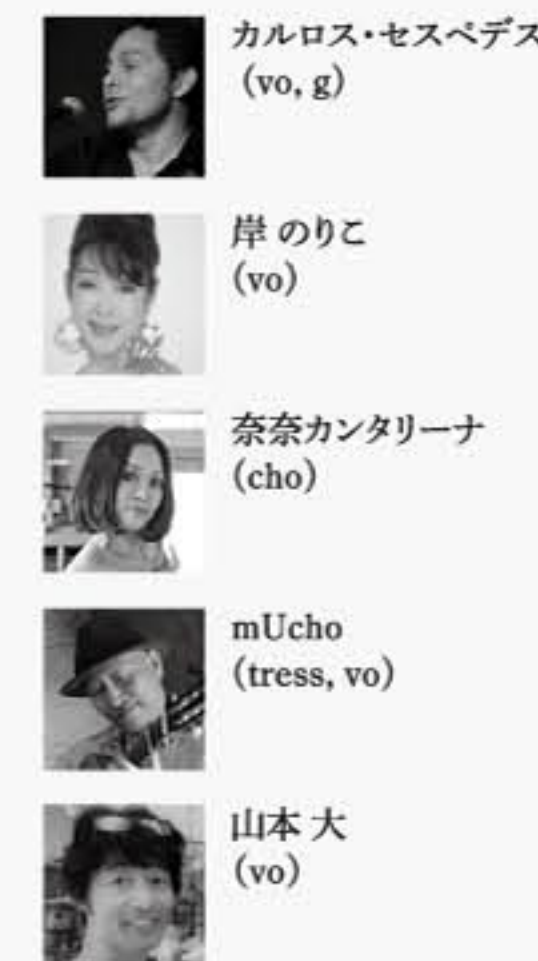 カルロス・セスペデス
(vo, g)
岸 のりこ
(vo)
奈奈カンタリーナ
(cho)
mUcho
(tress, vo)
山本 大
(vo)